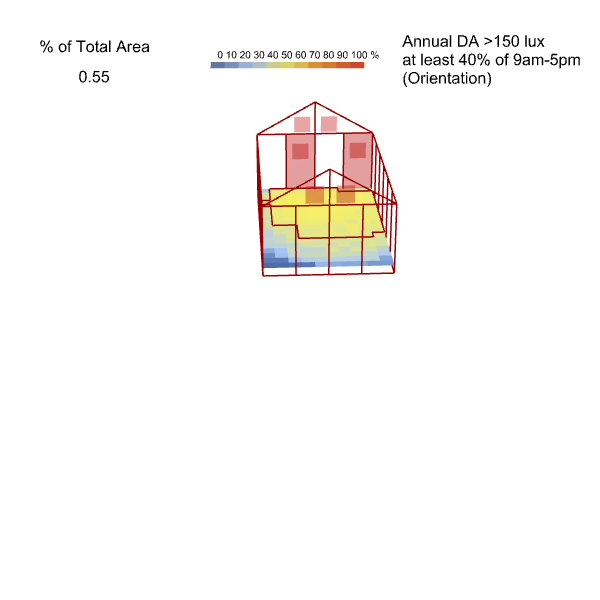 % of Total Area
0.55
0 10 20 30 40 50 60 70 80 90 100 %
Annual DA >150 lux
at least 40% of 9am-5pm
(Orientation)